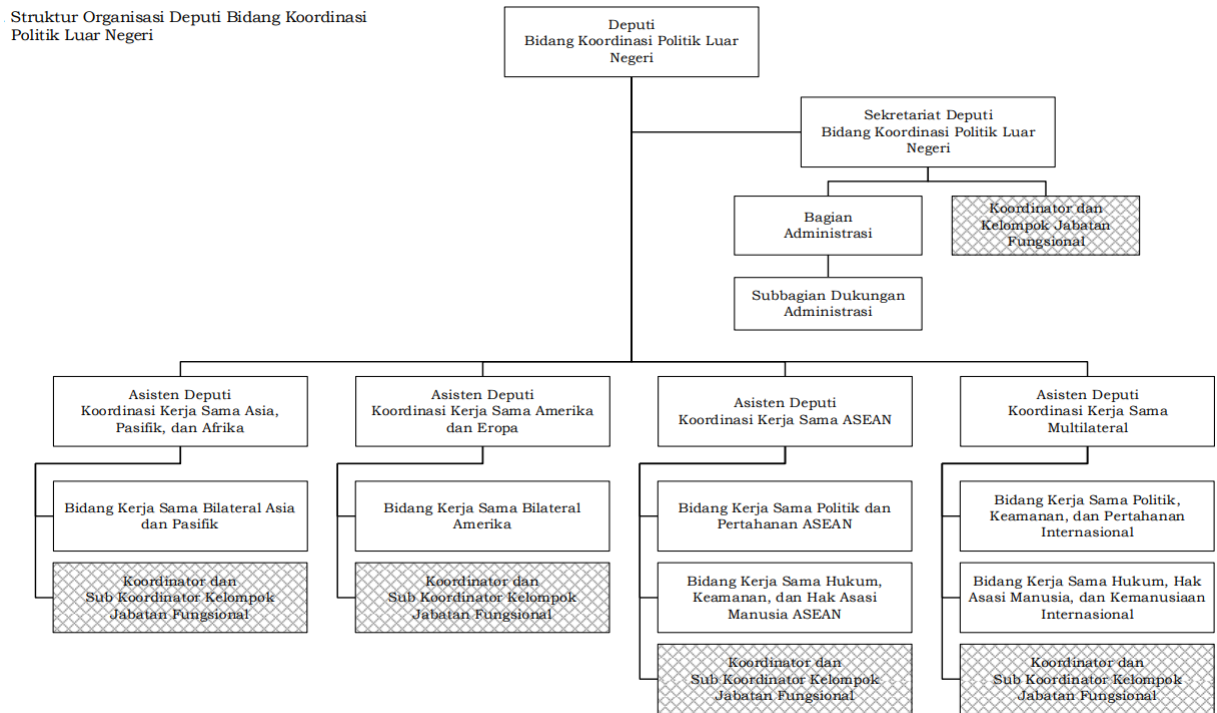 Struktur Organisasi Deputi Bidang Koordinasi
Politik Luar Negeri
Deputi
Bidang Koordinasi Politik Luar
Negeri
Sekretariat Deputi
Bidang Koordinasi Politik Luar
Negeri
Bagian
Administrasi
Koordinator dan
Kelompok Jabatan
Fungsional
Subbagian Dukungan
Administrasi
Asisten Deputi
Koordinasi Kerja Sama Asia,
Pasifik, dan Afrika
Asisten Deputi
Koordinasi Kerja Sama Amerika
dan Eropa
Asisten Deputi
Koordinasi Kerja Sama ASEAN
Asisten Deputi
Koordinasi Kerja Sama
Multilateral
Bidang Kerja Sama Bilateral Asia
dan Pasifik
Bidang Kerja Sama Bilateral
Amerika
Bidang Kerja Sama Politik dan
Pertahanan ASEAN
Bidang Kerja Sama Politik,
Keamanan, dan Pertahanan
Internasional
Koordinator dan
Sub Koordinator Kelompok
Jabatan Fungsional
Koordinator dan
Sub Koordinator Kelompok
Jabatan Fungsional
Bidang Kerja Sama Hukum,
Keamanan, dan Hak Asasi
Manusia ASEAN
Bidang Kerja Sama Hukum, Hak
Asasi Manusia, dan Kemanusiaan
Internasional
Koordinator dan
Sub Koordinator Kelompok
Jabatan Fungsional
Koordinator dan
Sub Koordinator Kelompok
Jabatan Fungsional